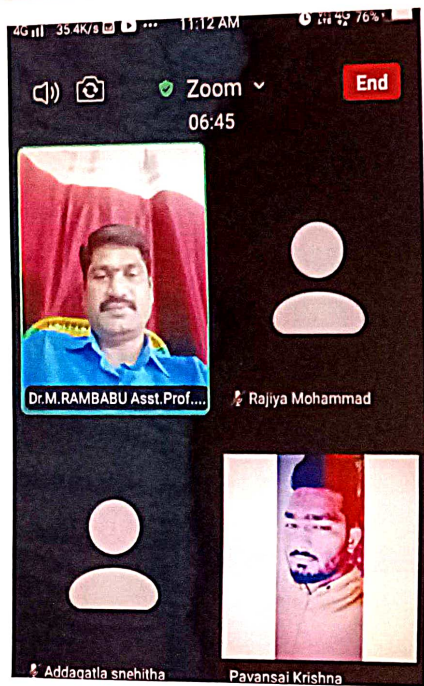 4G 35.4K/s ... 11:12 AM 4G 76%
Zoom
End
06:45
Dr.M.RAMBABU Asst.Prof....
Rajiya Mohammad
Addagatla snehitha
Pavansai Krishna